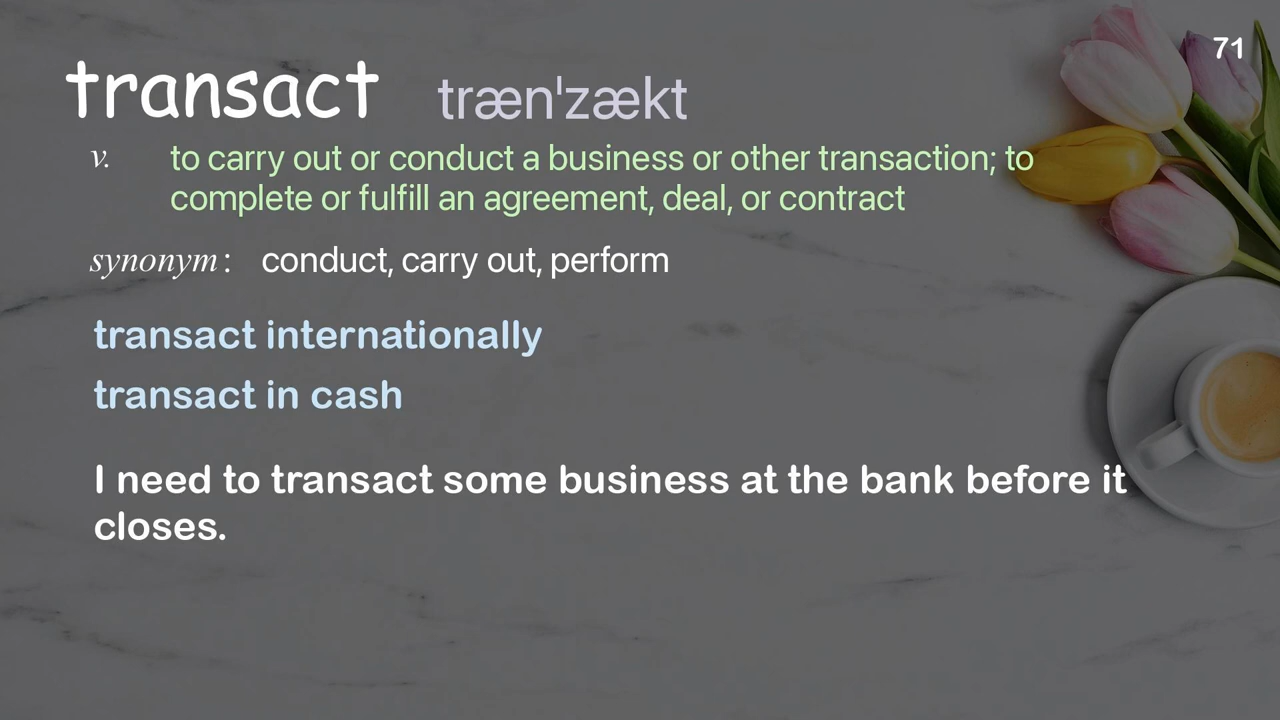 71
transact trænˈzækt
v. to carry out or conduct a business or other transaction; to
complete or fulfill an agreement, deal, or contract
synonym: conduct, carry out, perform
transact internationally
transact in cash
I need to transact some business at the bank before it
closes.